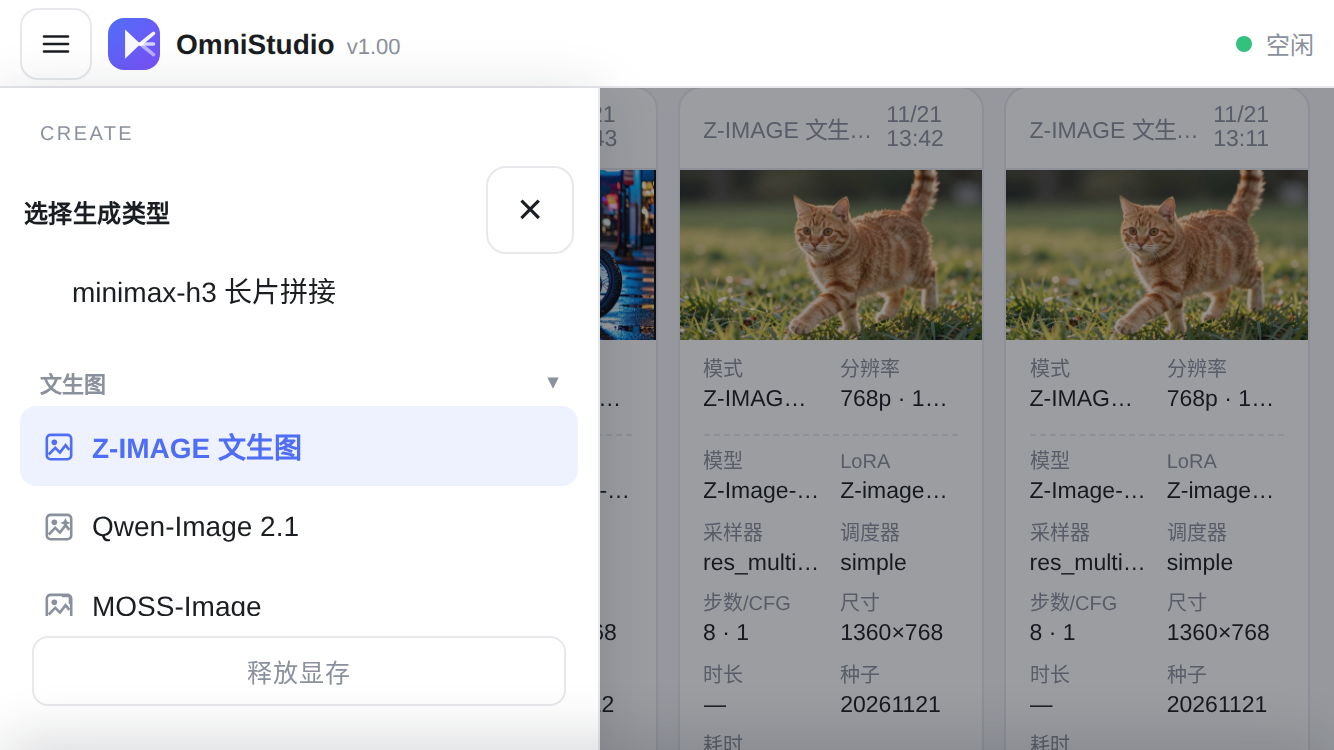 OmniStudio v1.00
空闲
CREATE
选择生成类型
minimax-h3 长片拼接
文生图
Z-IMAGE 文生图
Qwen-Image 2.1
MOSS-Image
释放显存
Z-IMAGE 文生… 11/21 13:42
模式 分辨率
Z-IMAG… 768p · 1…
模型 LoRA
Z-Image-… Z-image…
采样器 调度器
res_multi… simple
步数/CFG 尺寸
8 · 1 1360×768
时长 种子
— 20261121
耗时
Z-IMAGE 文生… 11/21 13:11
模式 分辨率
Z-IMAG… 768p · 1…
模型 LoRA
Z-Image-… Z-image…
采样器 调度器
res_multi… simple
步数/CFG 尺寸
8 · 1 1360×768
时长 种子
— 20261121
耗时